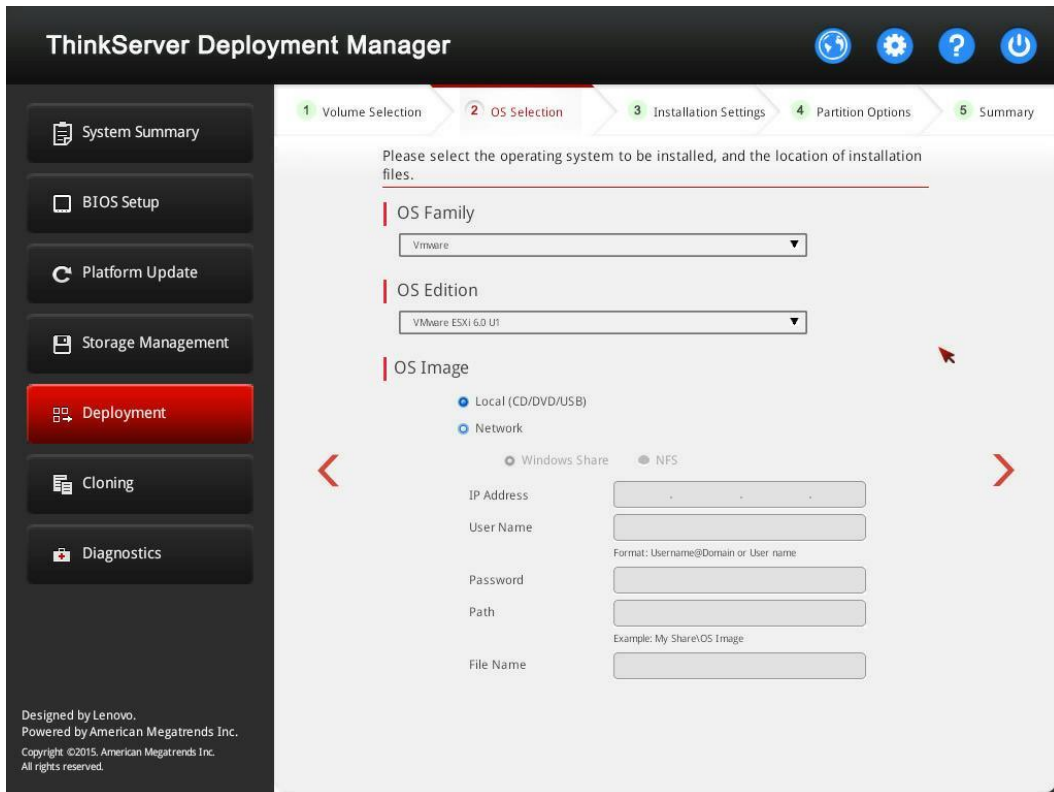 ThinkServer Deployment Manager
System Summary
BIOS Setup
Platform Update
Storage Management
Deployment
Cloning
Diagnostics
Designed by Lenovo.
Powered by American Megatrends Inc.
Copyright ©2015. American Megatrends Inc.
All rights reserved.
1 Volume Selection
2 OS Selection
3 Installation Settings
4 Partition Options
5 Summary
Please select the operating system to be installed, and the location of installation
files.
OS Family
Vmware
OS Edition
VMware ESXi 6.0 U1
OS Image
Local (CD/DVD/USB)
Network
Windows Share
NFS
IP Address
. . .
User Name
Format: Username@Domain or User name
Password
Path
Example: My Share\OS Image
File Name